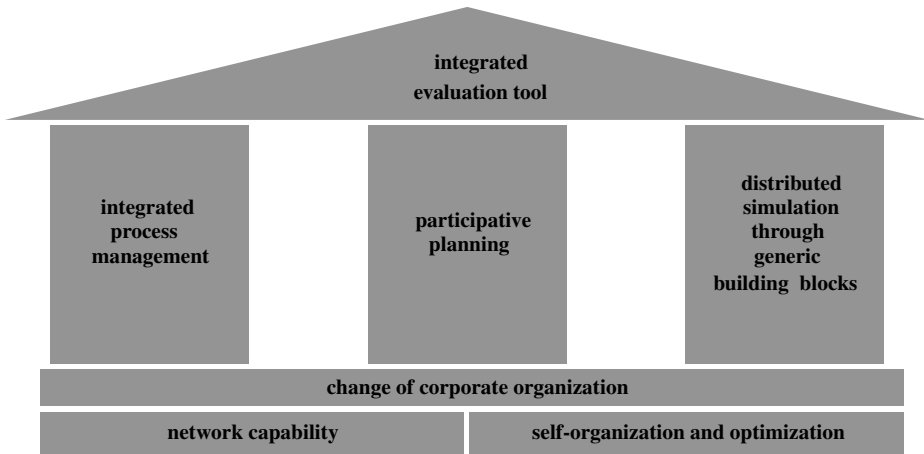 integrated
evaluation tool
integrated
process
management
participative
planning
distributed
simulation
through
generic
building blocks
change of corporate organization
network capability
self-organization and optimization